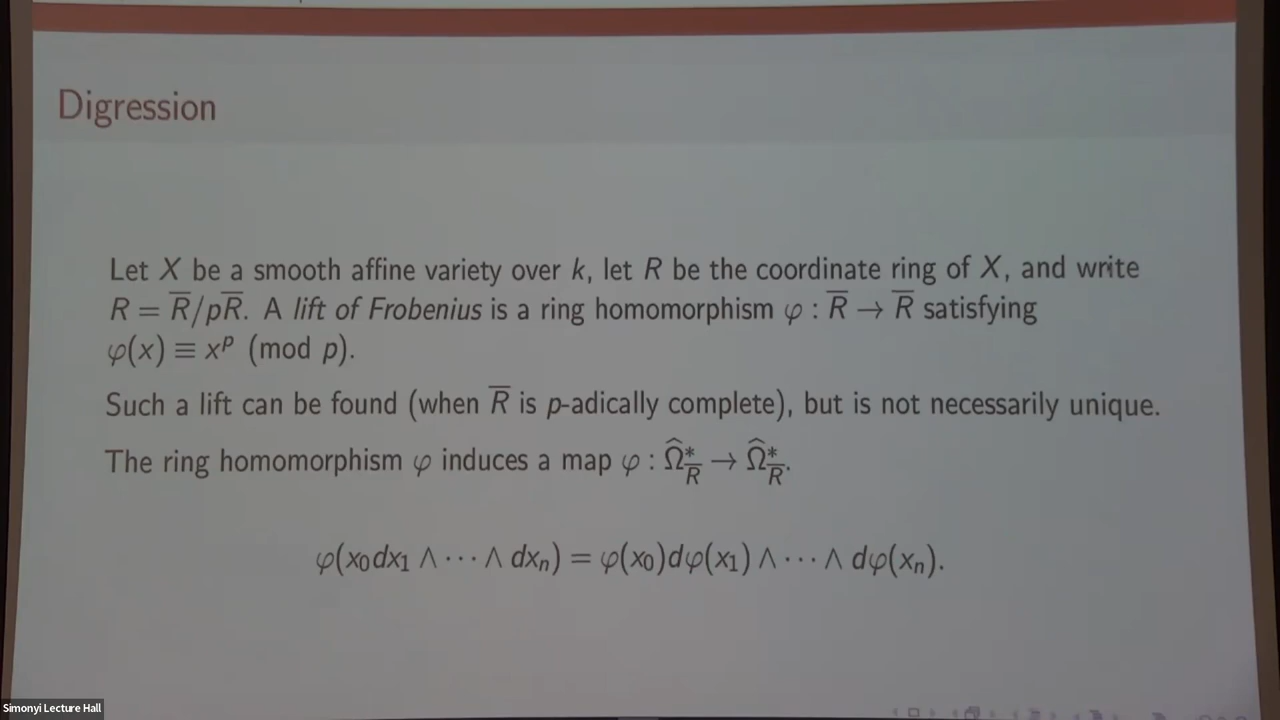 Digression
Let X be a smooth affine variety over k, let R be the coordinate ring of X, and write
R = R̅/pR̅. A lift of Frobenius is a ring homomorphism φ : R̅ → R̅ satisfying
φ(x) ≡ xᵖ (mod p).
Such a lift can be found (when R̅ is p-adically complete), but is not necessarily unique.
The ring homomorphism φ induces a map φ : Ω̂*_R̅ → Ω̂*_R̅.
φ(x₀dx₁ ∧ ⋯ ∧ dxₙ) = φ(x₀)dφ(x₁) ∧ ⋯ ∧ dφ(xₙ).
Simonyi Lecture Hall